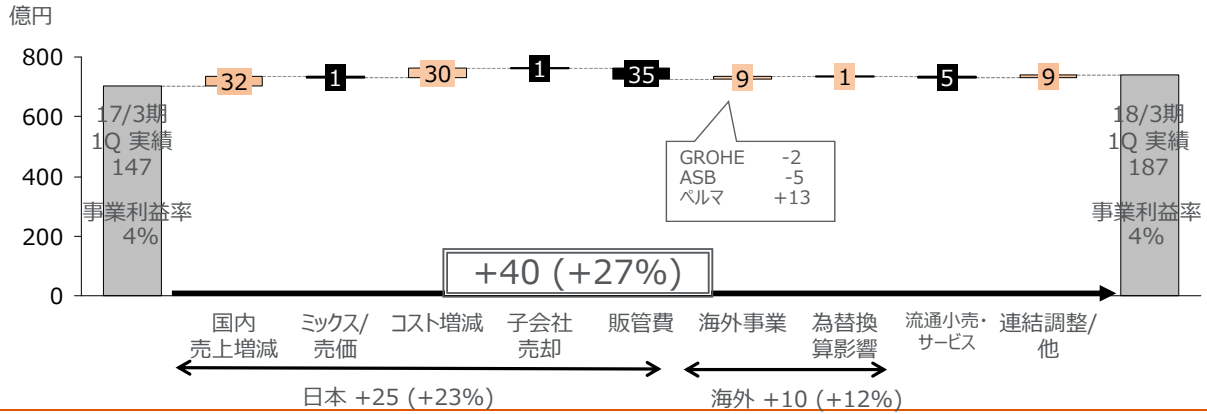 億円
800
600
400
200
0
17/3期
1Q 実績
147
事業利益率
4%
32
1
30
1
35
9
1
5
9
GROHE -2
ASB -5
ペルマ +13
18/3期
1Q 実績
187
事業利益率
4%
+40 (+27%)
国内
売上増減
ミックス/
売価
コスト増減
子会社
売却
販管費
海外事業
為替換
算影響
流通小売・
サービス
連結調整/
他
日本 +25 (+23%)
海外 +10 (+12%)